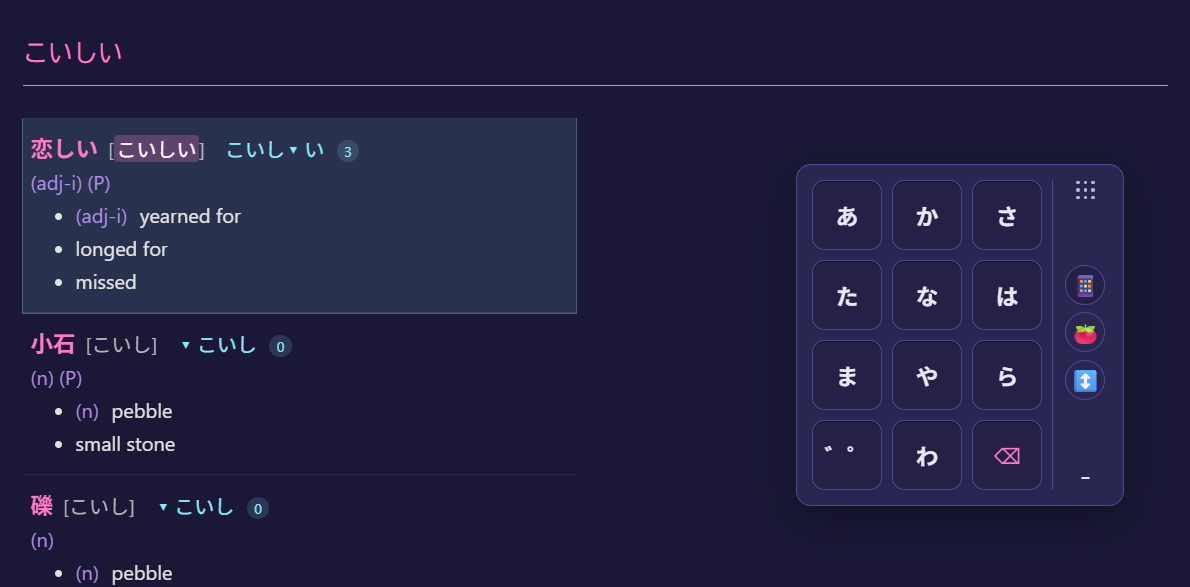 こいしい
恋しい [こいしい] こいし▼い 3
(adj-i) (P)
• (adj-i) yearned for
• longed for
• missed
小石 [こいし] ▼こいし 0
(n) (P)
• (n) pebble
• small stone
礫 [こいし] ▼こいし 0
(n)
• (n) pebble
あ か さ
た な は
ま や ら
゛゜ わ ⌫
−